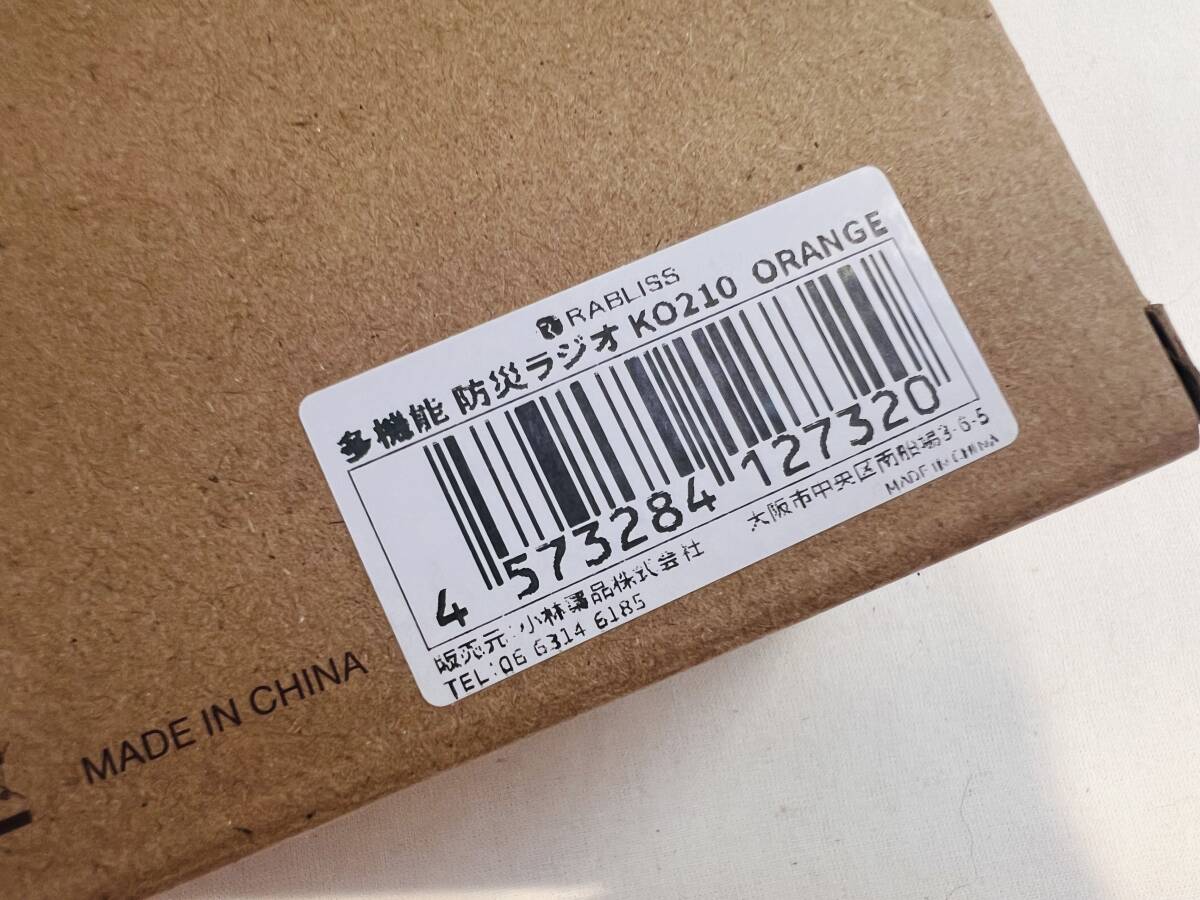 RABLISS
多機能 防災ラジオ KO210 ORANGE
4 573284 127320
販売元:小林薬品株式会社 大阪市中央区南船場3-6-5
TEL:06 6314 6185 MADE IN CHINA
MADE IN CHINA